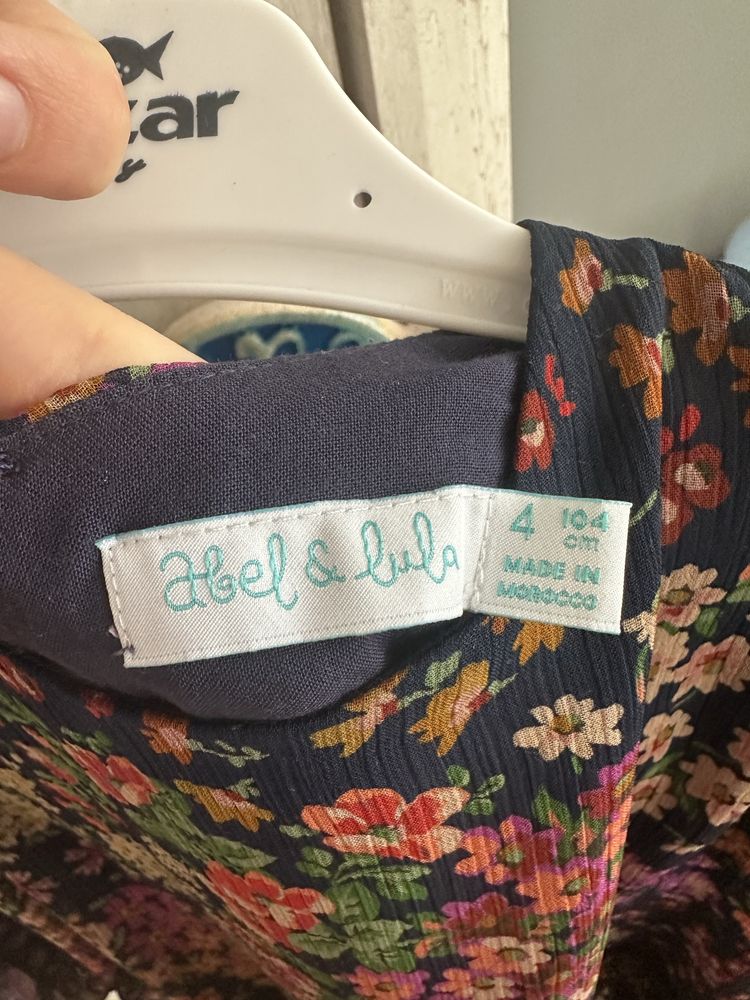 abel & lula
4 104
cm
MADE IN
MOROCCO